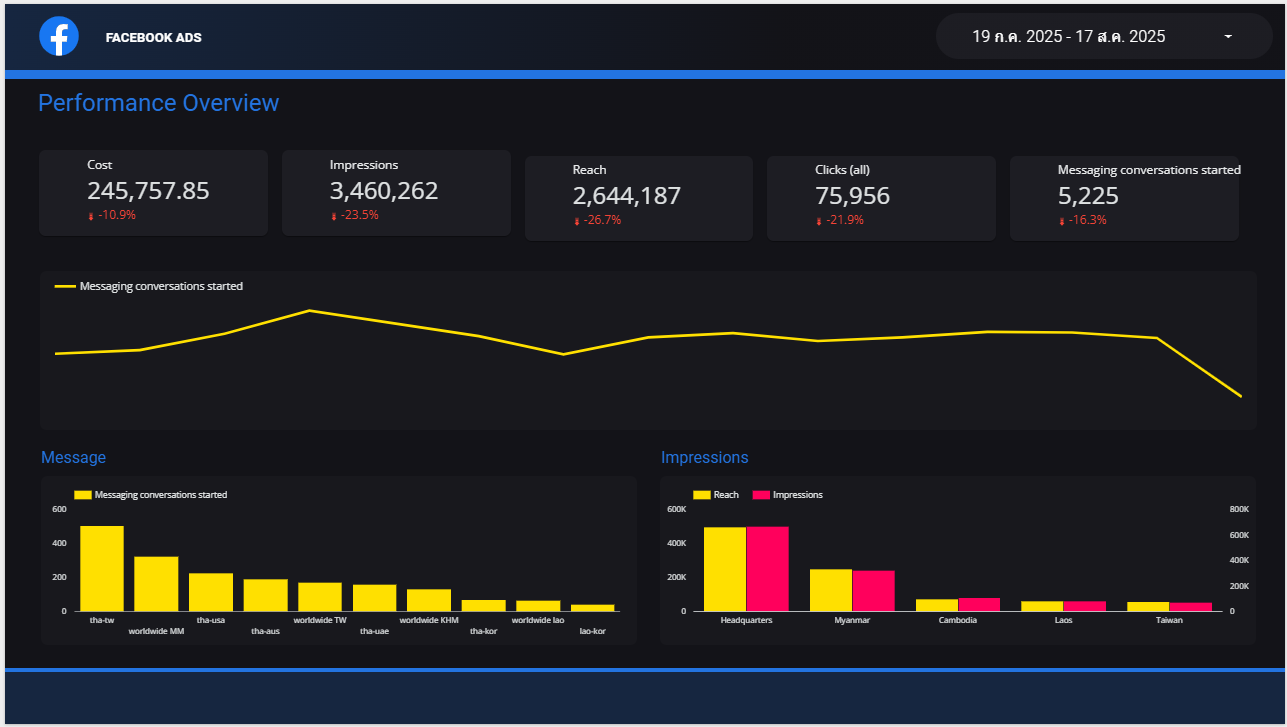 FACEBOOK ADS
19 ก.ค. 2025 - 17 ส.ค. 2025
Performance Overview
Cost
245,757.85
-10.9%
Impressions
3,460,262
-23.5%
Reach
2,644,187
-26.7%
Clicks (all)
75,956
-21.9%
Messaging conversations started
5,225
-16.3%
Messaging conversations started
Message
Messaging conversations started
600
400
200
0
tha-tw
worldwide MM
tha-usa
tha-aus
worldwide TW
tha-uae
worldwide KHM
tha-kor
worldwide lao
lao-kor
Impressions
Reach
Impressions
600K
400K
200K
0
800K
600K
400K
200K
0
Headquarters
Myanmar
Cambodia
Laos
Taiwan